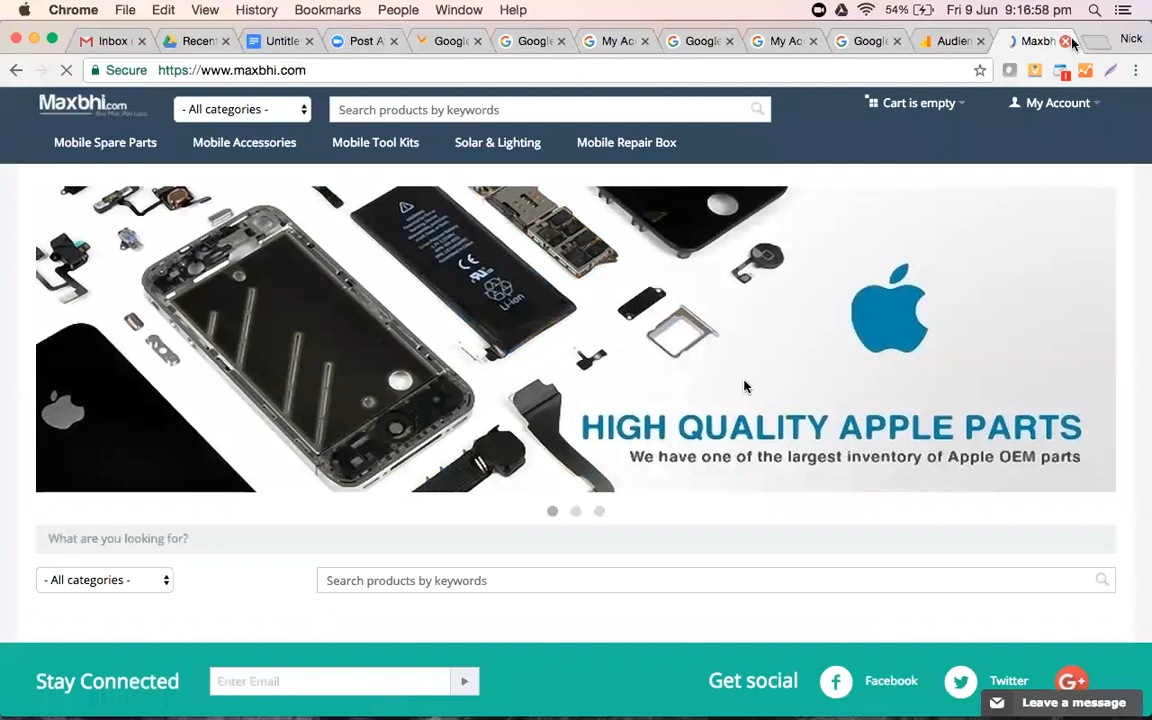 Chrome File Edit View History Bookmarks People Window Help 54% Fri 9 Jun 9:16:58 pm
Inbox Recent Untitle Post A Google Google My Ac Google My Ac Google Audien Maxbh Nick
Secure https://www.maxbhi.com
Maxbhi.com
- All categories -
Search products by keywords
Cart is empty
My Account
Mobile Spare Parts Mobile Accessories Mobile Tool Kits Solar & Lighting Mobile Repair Box
Li-ion
HIGH QUALITY APPLE PARTS
We have one of the largest inventory of Apple OEM parts
What are you looking for?
- All categories - Search products by keywords
Stay Connected Enter Email Get social Facebook Twitter G+
Leave a message